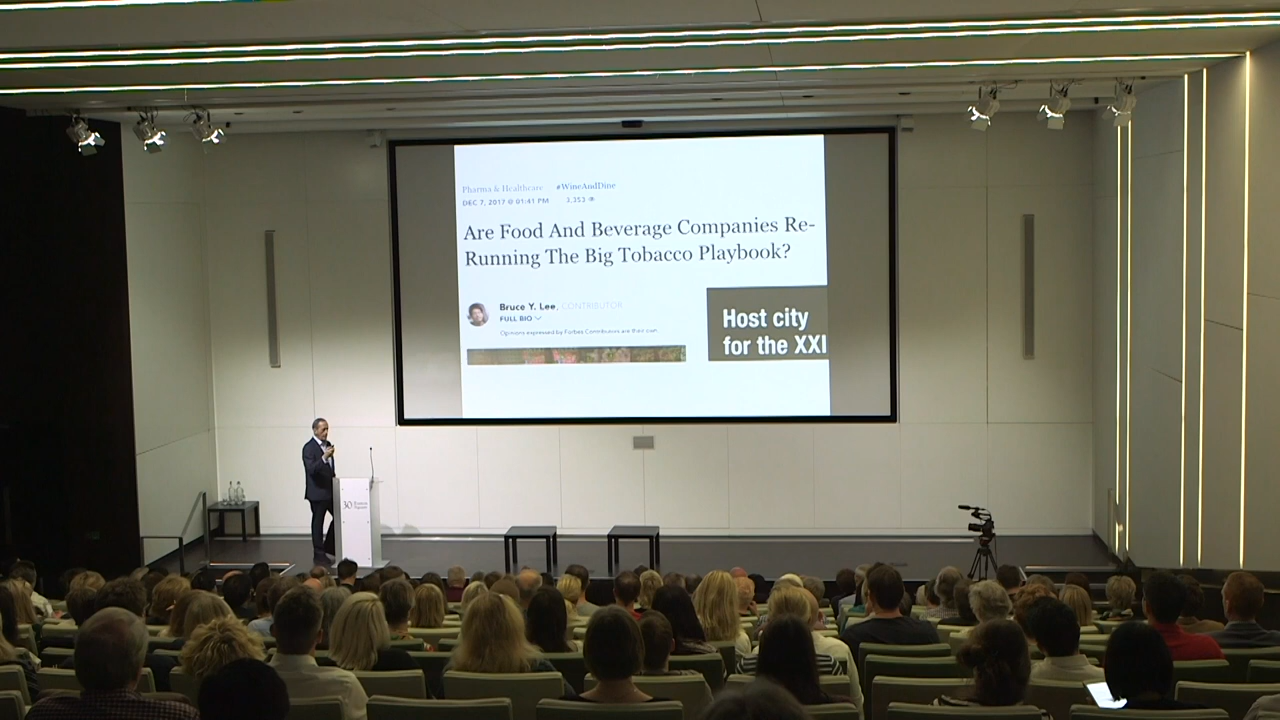 Pharma & Healthcare #WineAndDine
DEC 7, 2017 @ 01:41 PM 3,353
Are Food And Beverage Companies Re-
Running The Big Tobacco Playbook?
Bruce Y. Lee, CONTRIBUTOR
FULL BIO
Opinions expressed by Forbes Contributors are their own.
Host city
for the XXI
30